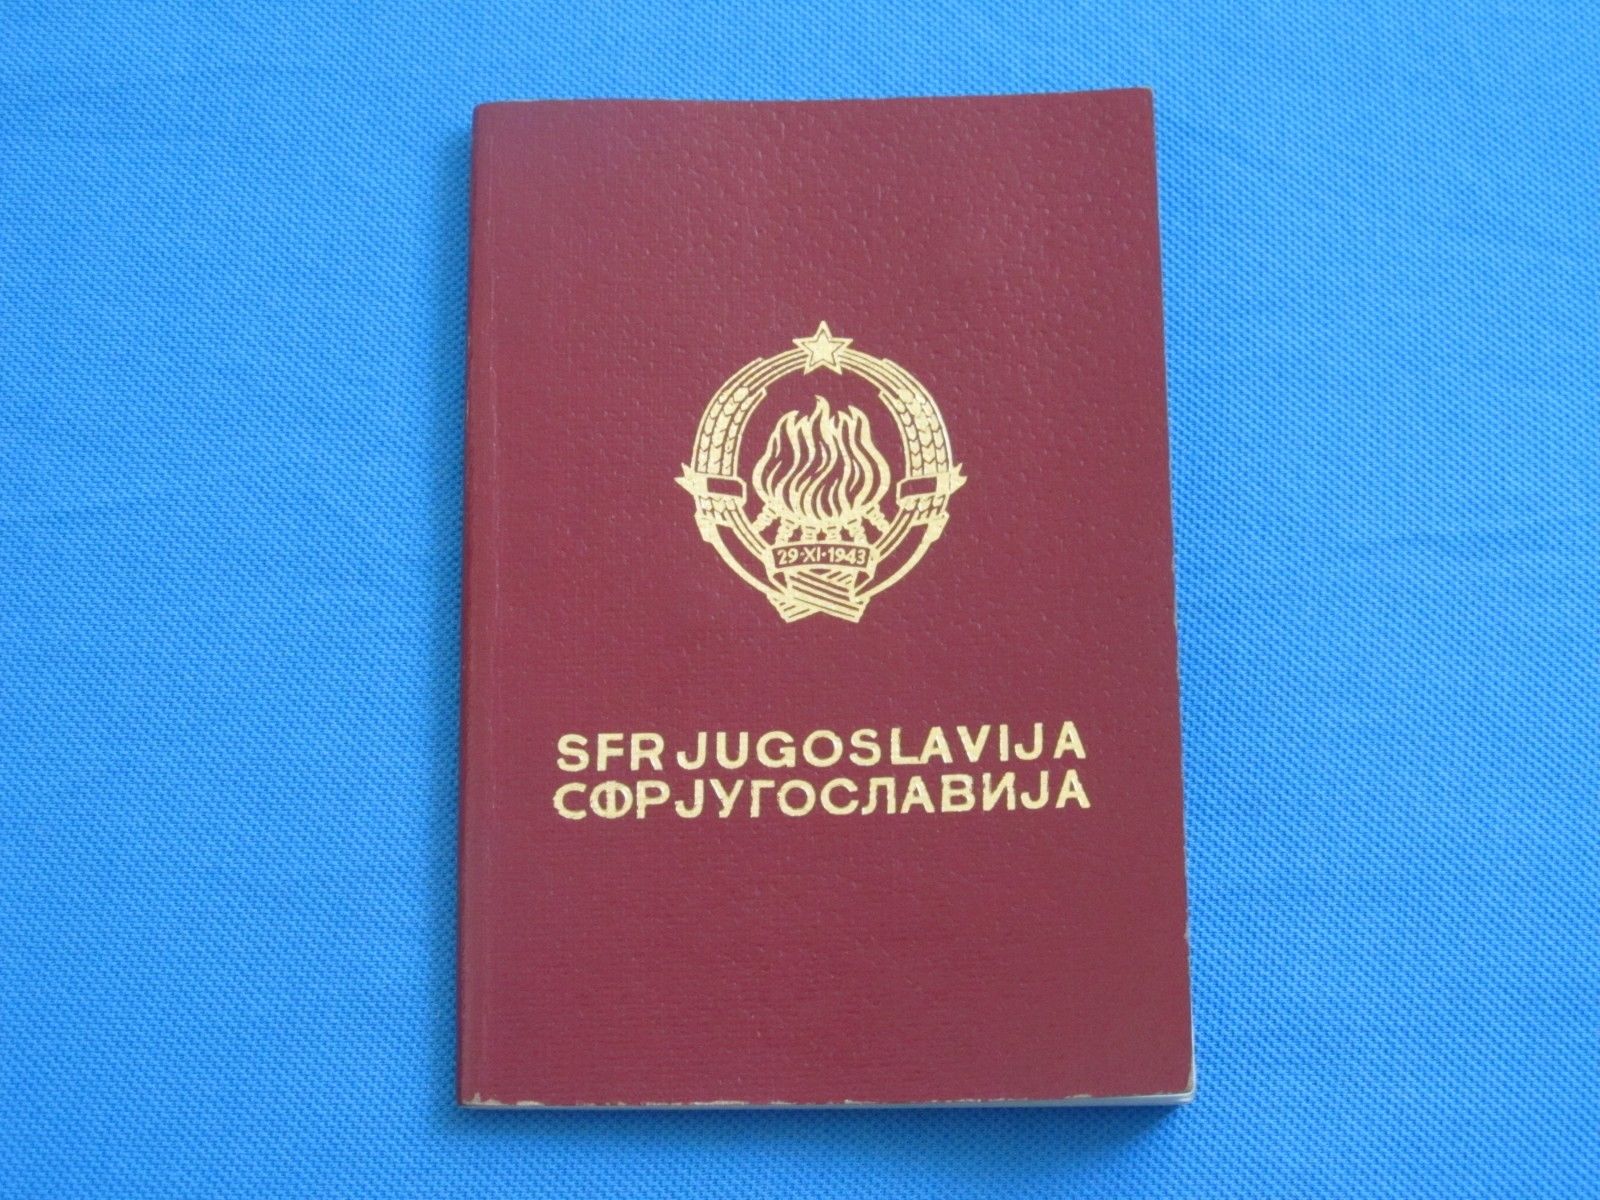 29·XI·1943
SFR JUGOSLAVIJA
СФР ЈУГОСЛАВИЈА